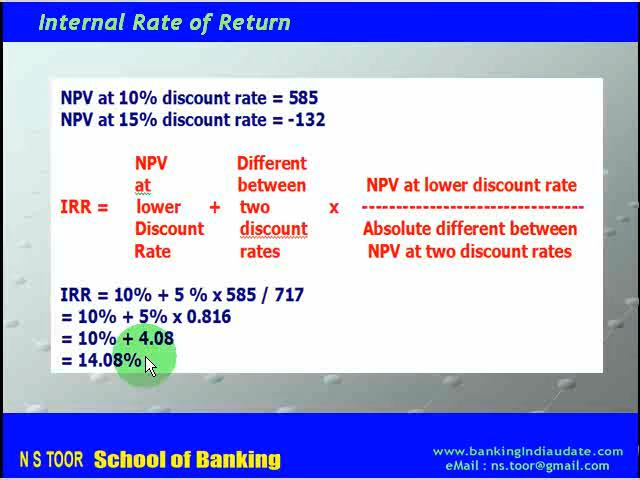 Internal Rate of Return
NPV at 10% discount rate = 585
NPV at 15% discount rate = -132
NPV Different
at between NPV at lower discount rate
IRR = lower + two x ---------------------------------
Discount discount Absolute different between
Rate rates NPV at two discount rates
IRR = 10% + 5 % x 585 / 717
= 10% + 5% x 0.816
= 10% + 4.08
= 14.08%
N S TOOR School of Banking
www.bankingIndiaudate.com
eMail : ns.toor@gmail.com